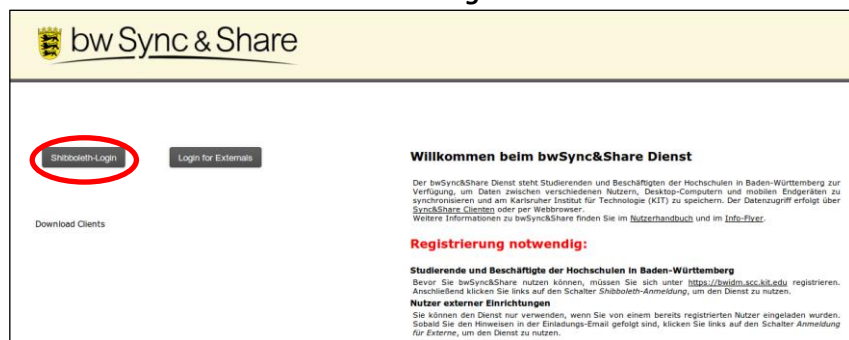 bw Sync & Share
Shibboleth-Login
Login for Externals
Download Clients
Willkommen beim bwSync&Share Dienst
Der bwSync&Share Dienst steht Studierenden und Beschäftigten der Hochschulen in Baden-Württemberg zur
Verfügung, um Daten zwischen verschiedenen Nutzern, Desktop-Computern und mobilen Endgeräten zu
synchronisieren und am Karlsruher Institut für Technologie (KIT) zu speichern. Der Datenzugriff erfolgt über
Sync&Share Clienten oder per Webbrowser.
Weitere Informationen zu bwSync&Share finden Sie im Nutzerhandbuch und im Info-Flyer.
Registrierung notwendig:
Studierende und Beschäftigte der Hochschulen in Baden-Württemberg
Bevor Sie bwSync&Share nutzen können, müssen Sie sich unter https://bwidm.scc.kit.edu registrieren.
Anschließend klicken Sie links auf den Schalter Shibboleth-Anmeldung, um den Dienst zu nutzen.
Nutzer externer Einrichtungen
Sie können den Dienst nur verwenden, wenn Sie von einem bereits registrierten Nutzer eingeladen wurden.
Sobald Sie den Hinweisen in der Einladungs-Email gefolgt sind, klicken Sie links auf den Schalter Anmeldung
für Externe, um den Dienst zu nutzen.